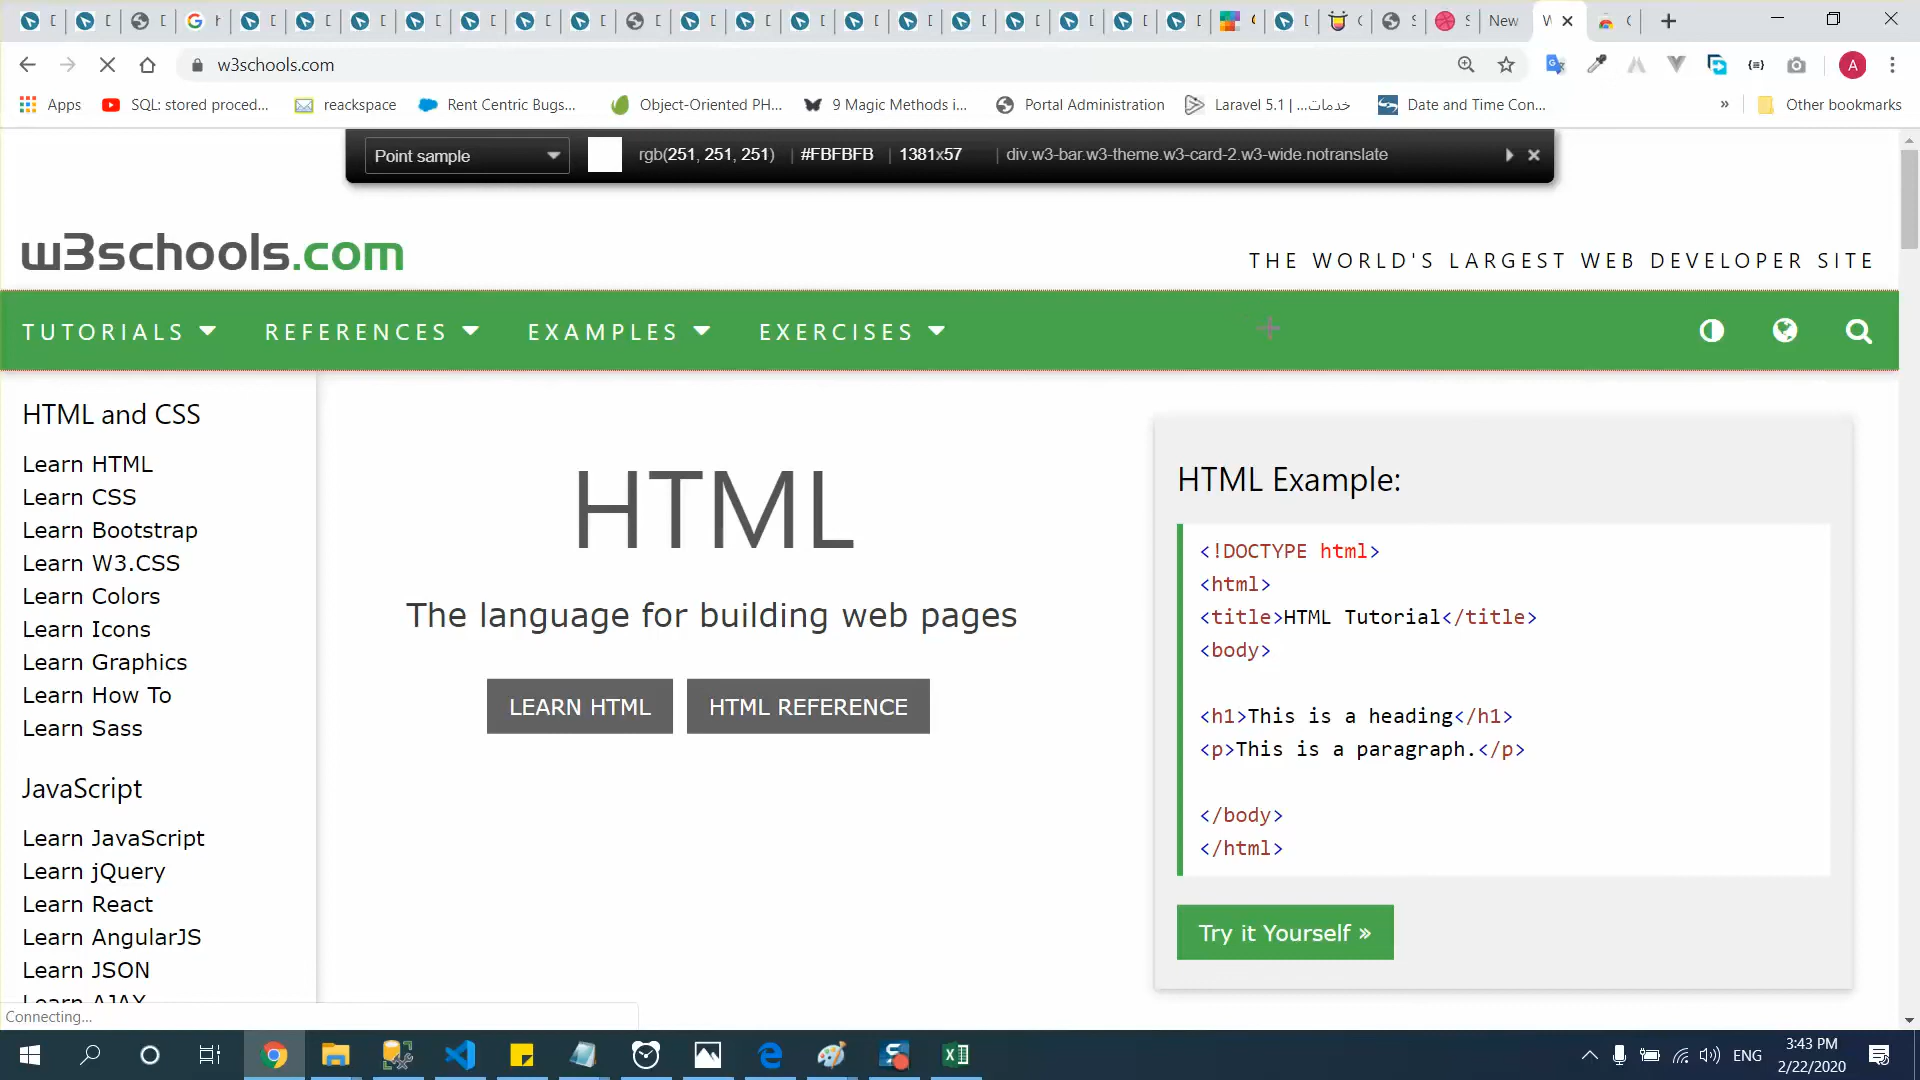 New
w3schools.com
A
Apps
SQL: stored proced...
reackspace
Rent Centric Bugs...
Object-Oriented PH...
9 Magic Methods i...
Portal Administration
Laravel 5.1 | ...خدمات
Date and Time Con...
»
Other bookmarks
Point sample
rgb(251, 251, 251)
| #FBFBFB
| 1381x57
| div.w3-bar.w3-theme.w3-card-2.w3-wide.notranslate
w3schools.com
THE WORLD'S LARGEST WEB DEVELOPER SITE
TUTORIALS
REFERENCES
EXAMPLES
EXERCISES
HTML and CSS
Learn HTML
Learn CSS
Learn Bootstrap
Learn W3.CSS
Learn Colors
Learn Icons
Learn Graphics
Learn How To
Learn Sass
JavaScript
Learn JavaScript
Learn jQuery
Learn React
Learn AngularJS
Learn JSON
Learn AJAX
HTML
The language for building web pages
LEARN HTML
HTML REFERENCE
HTML Example:
<!DOCTYPE html>
<html>
<title>HTML Tutorial</title>
<body>
<h1>This is a heading</h1>
<p>This is a paragraph.</p>
</body>
</html>
Try it Yourself »
Connecting...
ENG
3:43 PM
2/22/2020